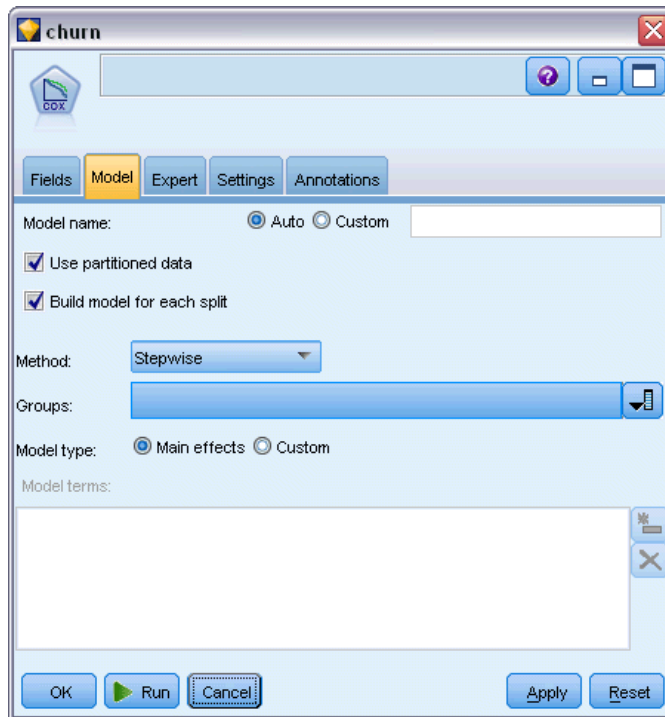 churn
COX
Fields Model Expert Settings Annotations
Model name: Auto Custom
Use partitioned data
Build model for each split
Method: Stepwise
Groups:
Model type: Main effects Custom
Model terms:
OK Run Cancel Apply Reset